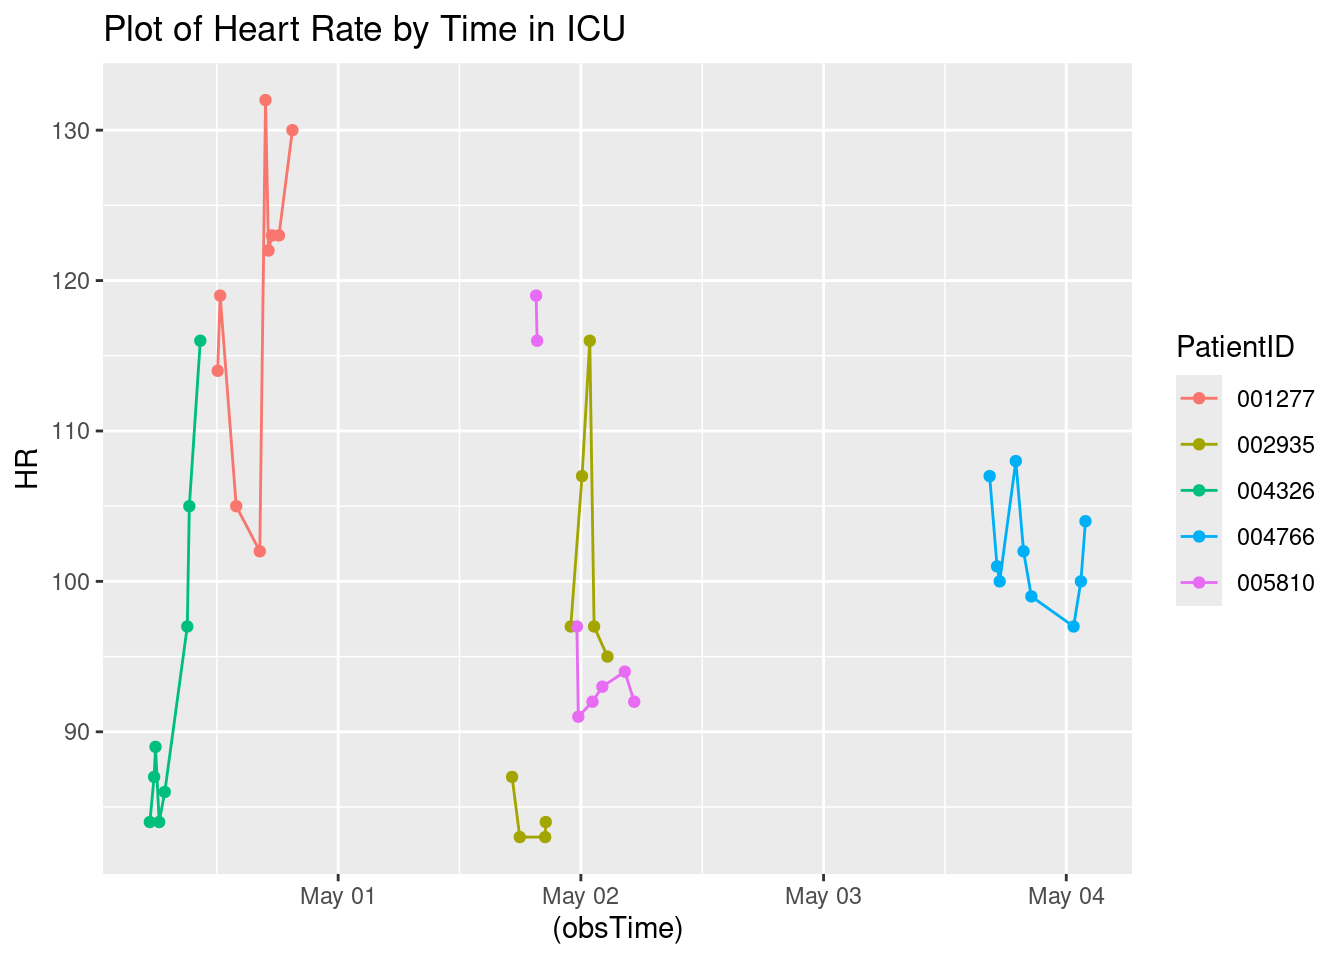 Plot of Heart Rate by Time in ICU
130
120
110
100
90
HR
May 01
May 02
May 03
May 04
(obsTime)
PatientID
001277
002935
004326
004766
005810